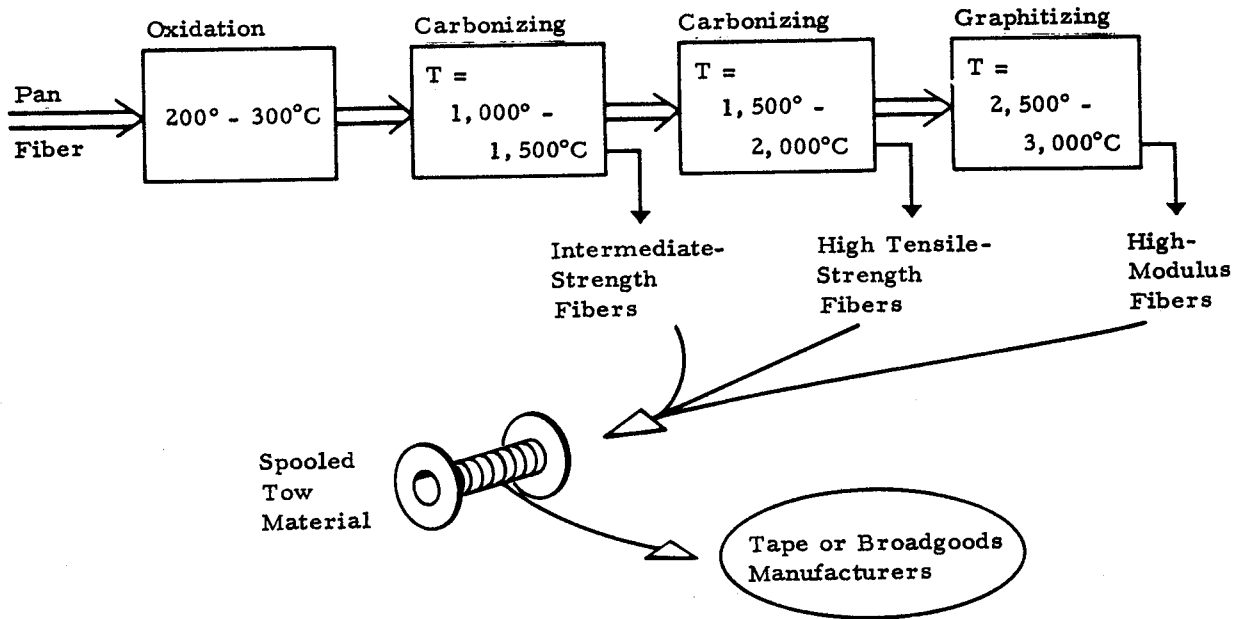 Oxidation
Carbonizing
Carbonizing
Graphitizing
Pan
Fiber
200° - 300°C
T =
1,000° -
1,500°C
T =
1,500° -
2,000°C
T =
2,500° -
3,000°C
Intermediate-
Strength
Fibers
High Tensile-
Strength
Fibers
High-
Modulus
Fibers
Spooled
Tow
Material
Tape or Broadgoods
Manufacturers